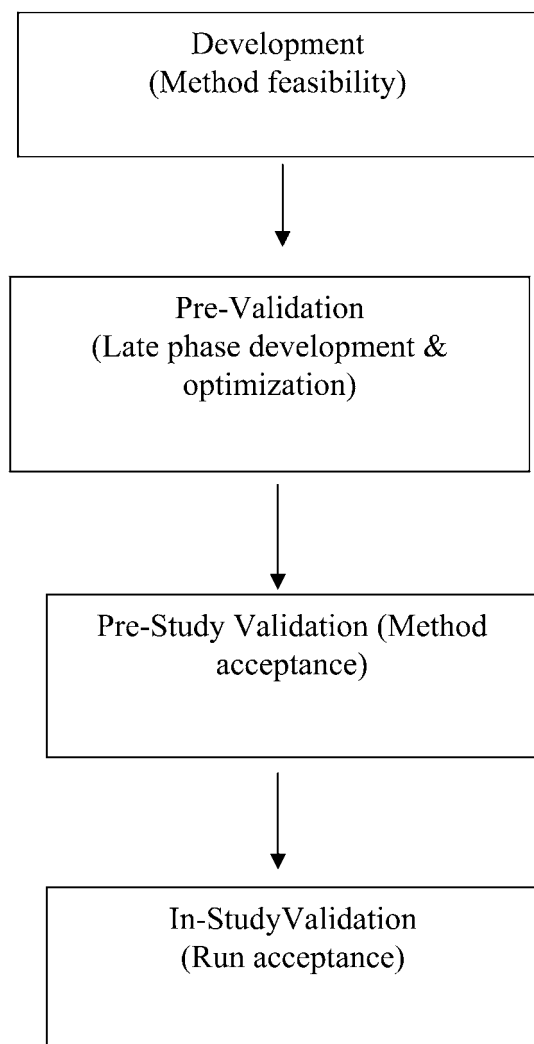 Development
(Method feasibility)
Pre-Validation
(Late phase development &
optimization)
Pre-Study Validation (Method
acceptance)
In-StudyValidation
(Run acceptance)